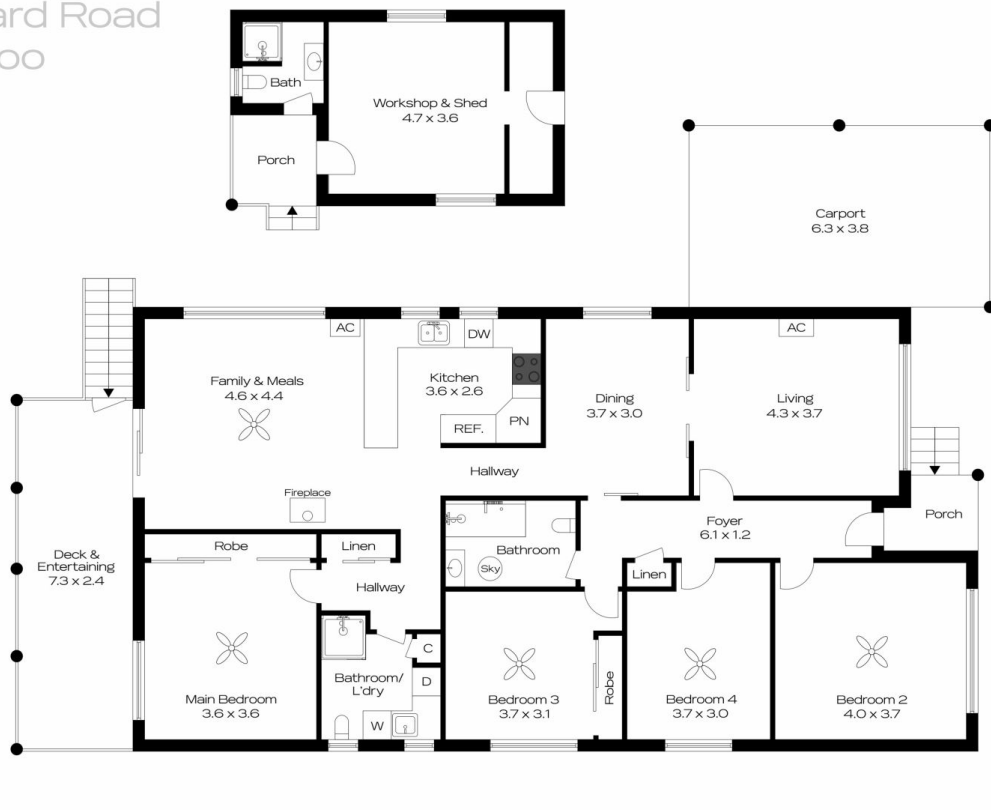 Bath
Workshop & Shed
4.7 x 3.6
Porch
Carport
6.3 x 3.8
AC
DW
AC
Family & Meals
4.6 x 4.4
Kitchen
3.6 x 2.6
Dining
3.7 x 3.0
Living
4.3 x 3.7
REF.
PN
Hallway
Fireplace
Foyer
6.1 x 1.2
Porch
Deck &
Entertaining
7.3 x 2.4
Robe
Linen
Bathroom
Sky
Linen
Hallway
C
Bathroom/
L'dry
D
W
Main Bedroom
3.6 x 3.6
Bedroom 3
3.7 x 3.1
Robe
Bedroom 4
3.7 x 3.0
Bedroom 2
4.0 x 3.7